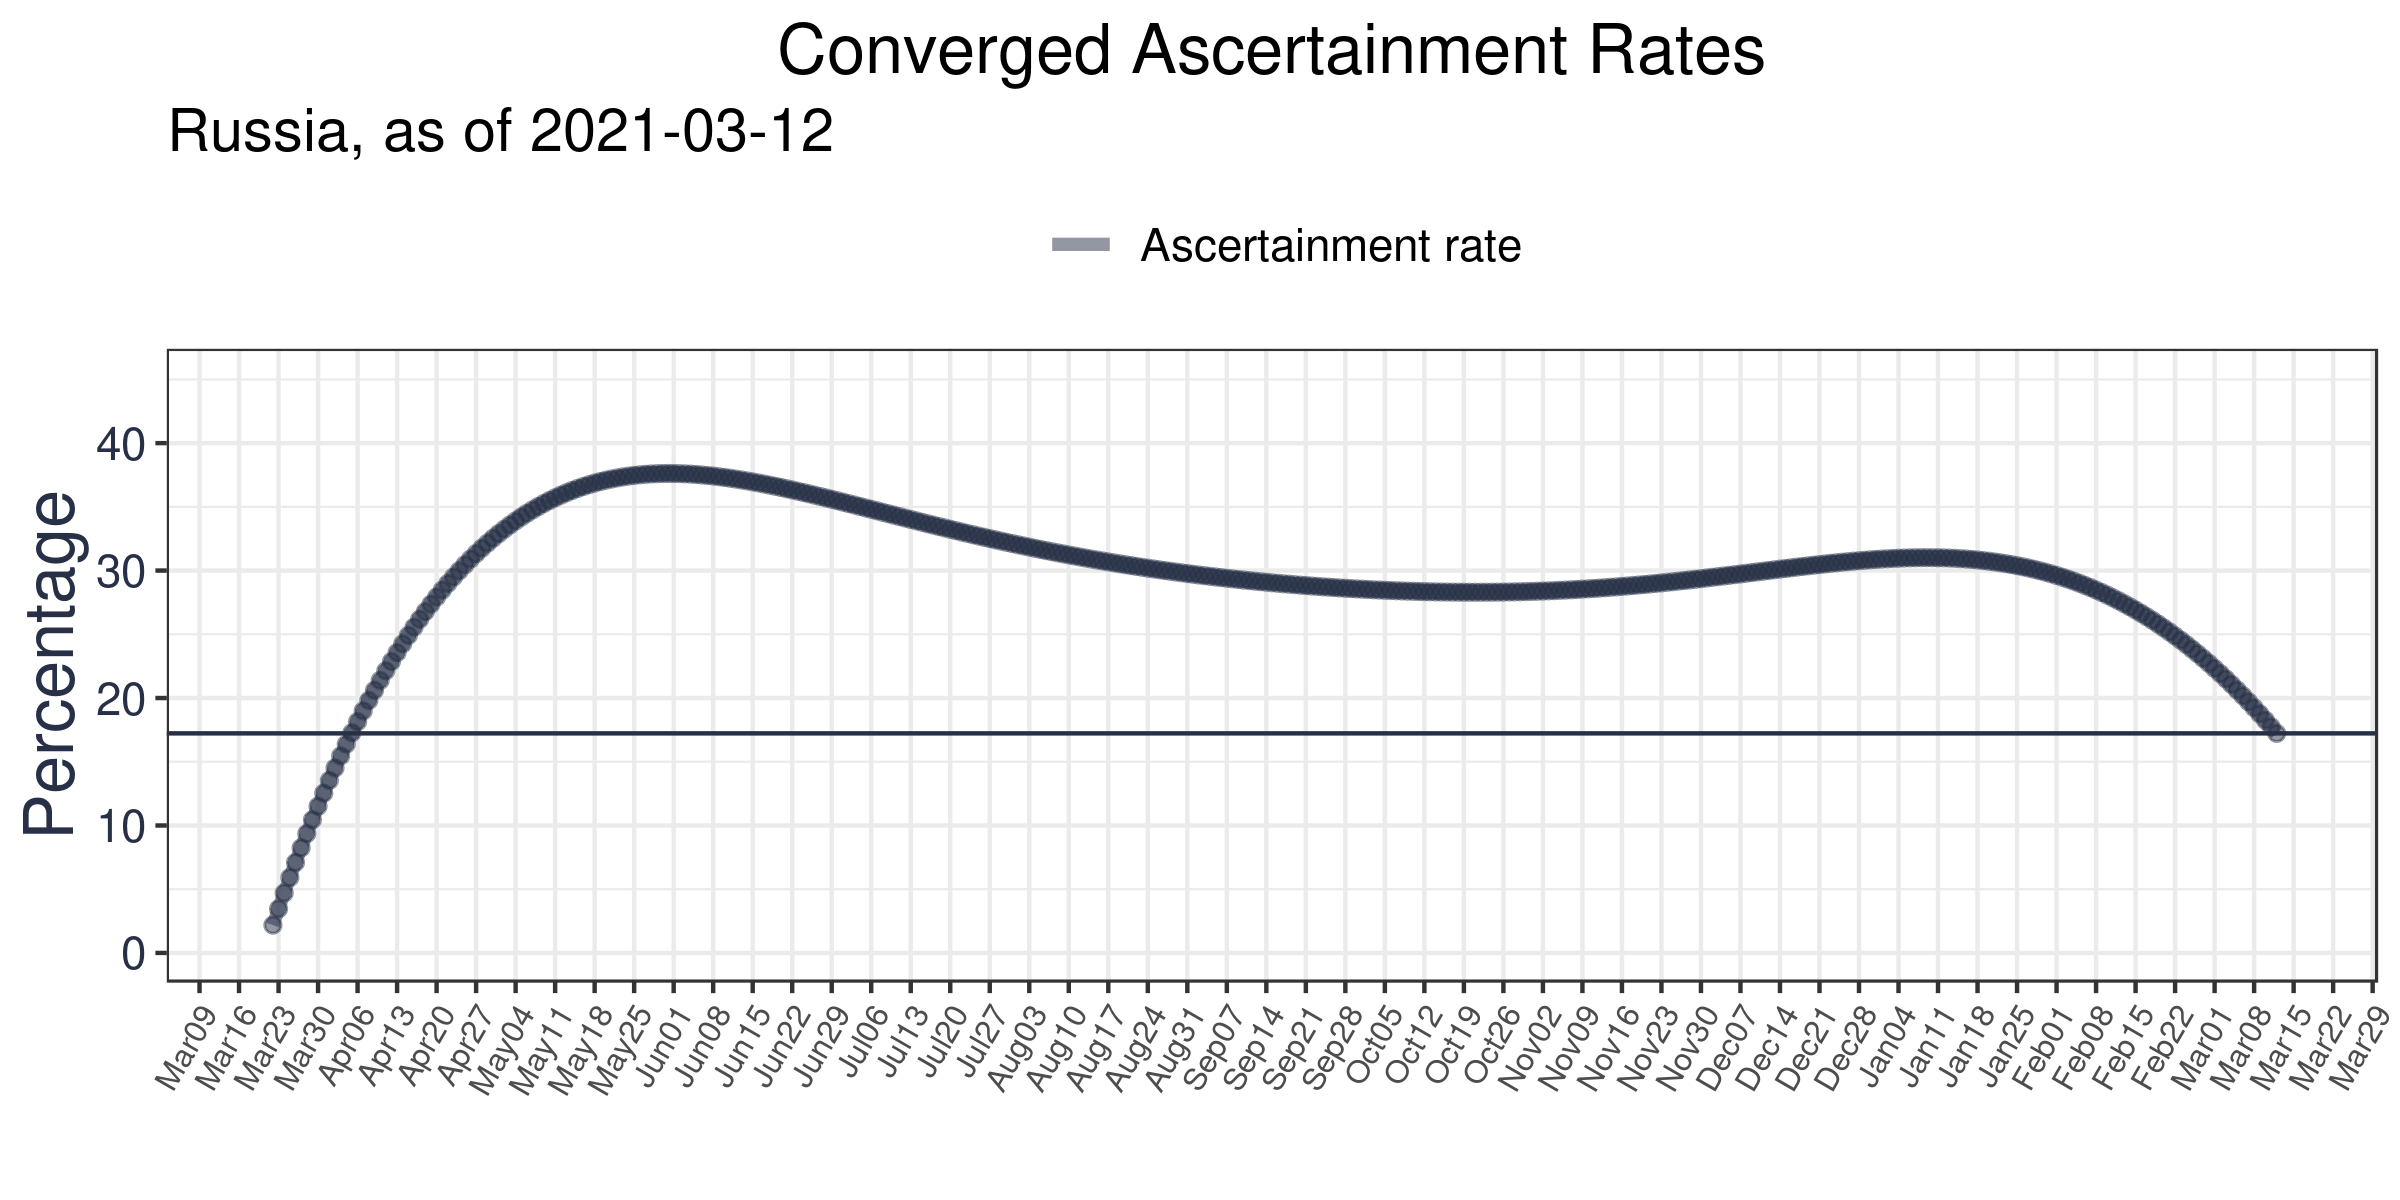 Converged Ascertainment Rates
Russia, as of 2021-03-12
Ascertainment rate
Percentage
40
30
20
10
0
Mar09 Mar16 Mar23 Mar30 Apr06 Apr13 Apr20 Apr27 May04 May11 May18 May25 Jun01 Jun08 Jun15 Jun22 Jun29 Jul06 Jul13 Jul20 Jul27 Aug03 Aug10 Aug17 Aug24 Aug31 Sep07 Sep14 Sep21 Sep28 Oct05 Oct12 Oct19 Oct26 Nov02 Nov09 Nov16 Nov23 Nov30 Dec07 Dec14 Dec21 Dec28 Jan04 Jan11 Jan18 Jan25 Feb01 Feb08 Feb15 Feb22 Mar01 Mar08 Mar15 Mar22 Mar29